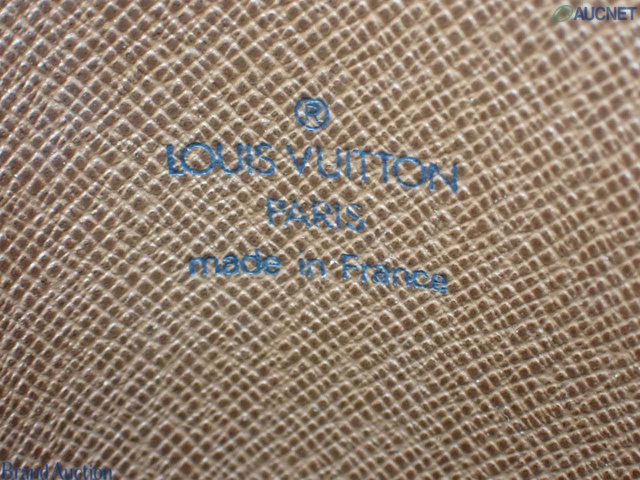 AUCNET
®
LOUIS VUITTON
PARIS
made in France
Brand Auction